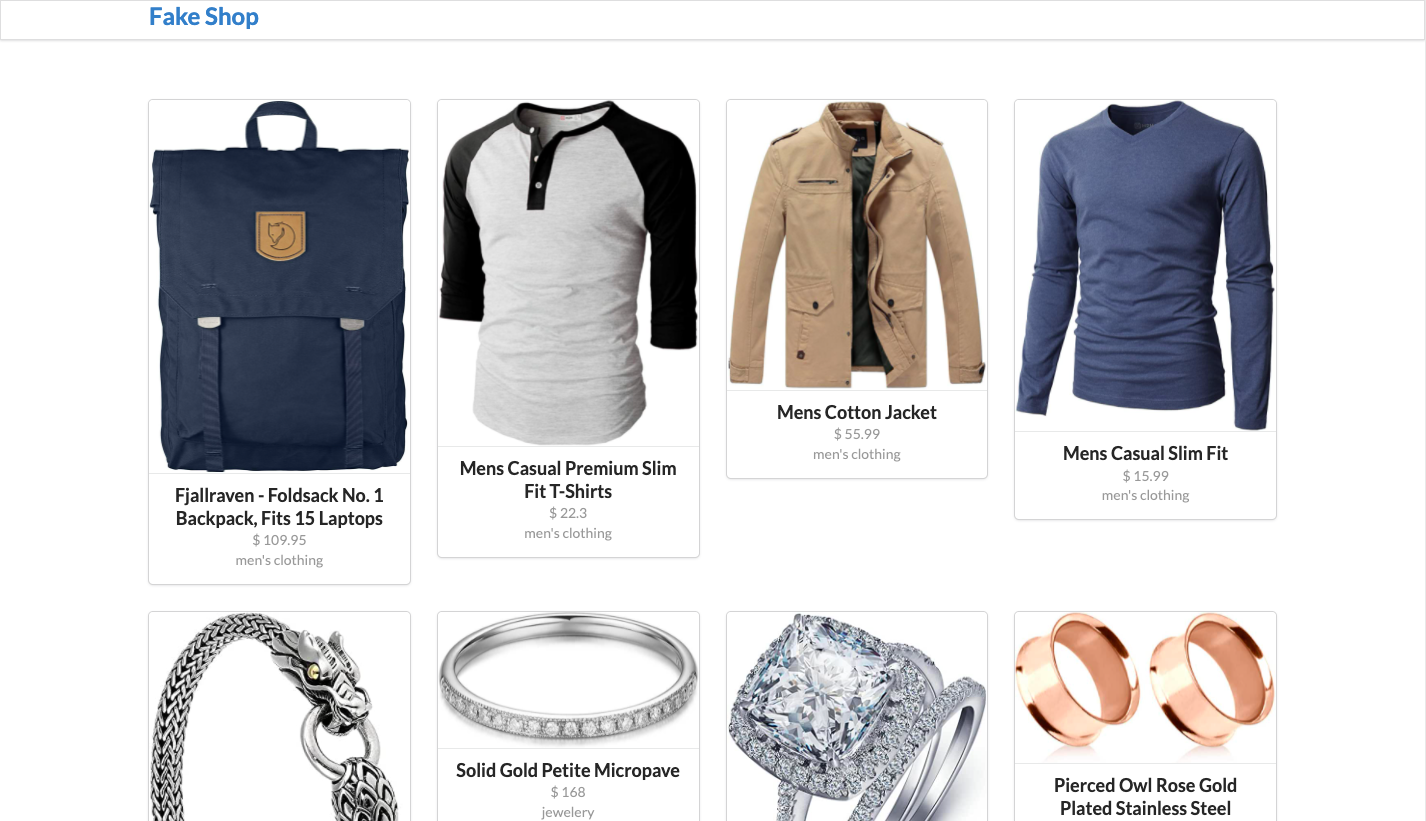 Fake Shop
Fjallraven - Foldsack No. 1
Backpack, Fits 15 Laptops
$ 109.95
men's clothing
Mens Casual Premium Slim
Fit T-Shirts
$ 22.3
men's clothing
Mens Cotton Jacket
$ 55.99
men's clothing
Mens Casual Slim Fit
$ 15.99
men's clothing
Solid Gold Petite Micropave
$ 168
jewelery
Pierced Owl Rose Gold
Plated Stainless Steel